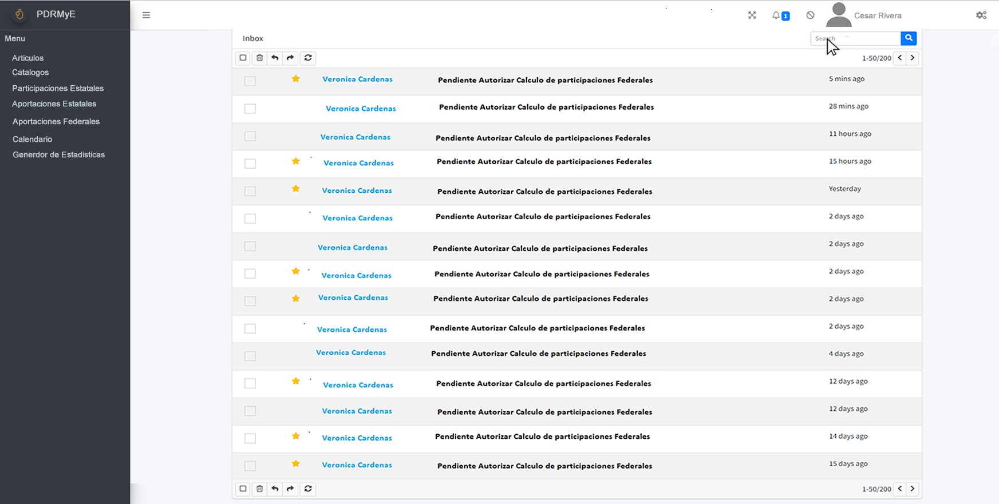 PDRMyE
1
Cesar Rivera
Menu
Articulos
Catalogos
Participaciones Estatales
Aportaciones Estatales
Aportaciones Federales
Calendario
Generdor de Estadisticas
Inbox
Search
1-50/200
Veronica Cardenas Pendiente Autorizar Calculo de participaciones Federales 5 mins ago
Veronica Cardenas Pendiente Autorizar Calculo de participaciones Federales 28 mins ago
Veronica Cardenas Pendiente Autorizar Calculo de participaciones Federales 11 hours ago
Veronica Cardenas Pendiente Autorizar Calculo de participaciones Federales 15 hours ago
Veronica Cardenas Pendiente Autorizar Calculo de participaciones Federales Yesterday
Veronica Cardenas Pendiente Autorizar Calculo de participaciones Federales 2 days ago
Veronica Cardenas Pendiente Autorizar Calculo de participaciones Federales 2 days ago
Veronica Cardenas Pendiente Autorizar Calculo de participaciones Federales 2 days ago
Veronica Cardenas Pendiente Autorizar Calculo de participaciones Federales 2 days ago
Veronica Cardenas Pendiente Autorizar Calculo de participaciones Federales 2 days ago
Veronica Cardenas Pendiente Autorizar Calculo de participaciones Federales 4 days ago
Veronica Cardenas Pendiente Autorizar Calculo de participaciones Federales 12 days ago
Veronica Cardenas Pendiente Autorizar Calculo de participaciones Federales 12 days ago
Veronica Cardenas Pendiente Autorizar Calculo de participaciones Federales 14 days ago
Veronica Cardenas Pendiente Autorizar Calculo de participaciones Federales 15 days ago
1-50/200